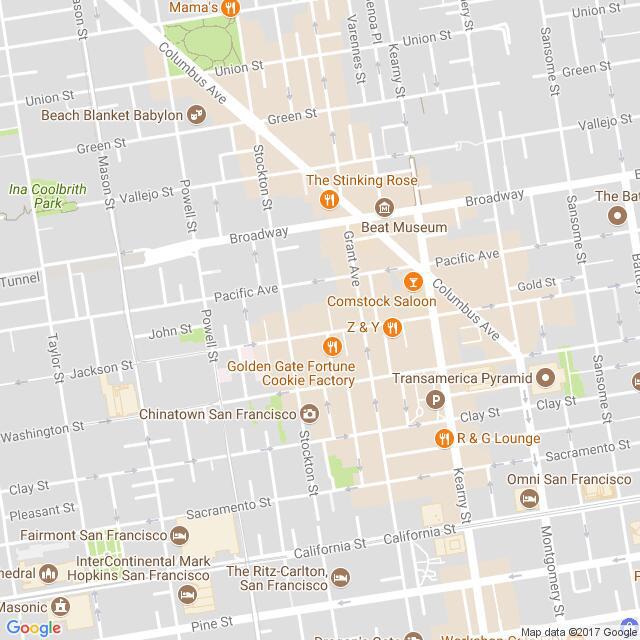 Mama's
Mason St
Columbus Ave
Union St
Union St
enoa Pl
Varennes St
Kearny St
Union St
Green St
Sansome St
Beach Blanket Babylon
Green St
Vallejo St
Ina Coolbrith
Park
Mason St
Vallejo St
Powell St
Stockton St
The Stinking Rose
Broadway
Beat Museum
The Bat
Sansome St
Battery
Broadway
Grant Ave
Pacific Ave
Tunnel
Pacific Ave
Gold St
Comstock Saloon
Columbus Ave
John St
Z & Y
Powell St
Taylor St
Jackson St
Golden Gate Fortune
Cookie Factory
Transamerica Pyramid
Sansome St
Chinatown San Francisco
Clay St
Clay St
Washington St
R & G Lounge
Stockton St
Kearny St
Sacramento St
Clay St
Pleasant St
Sacramento St
Omni San Francisco
Fairmont San Francisco
California St
California St
Montgomery St
InterContinental Mark
Hopkins San Francisco
hedral
The Ritz-Carlton,
San Francisco
Masonic
Pine St
Google
Map data ©2017 Google